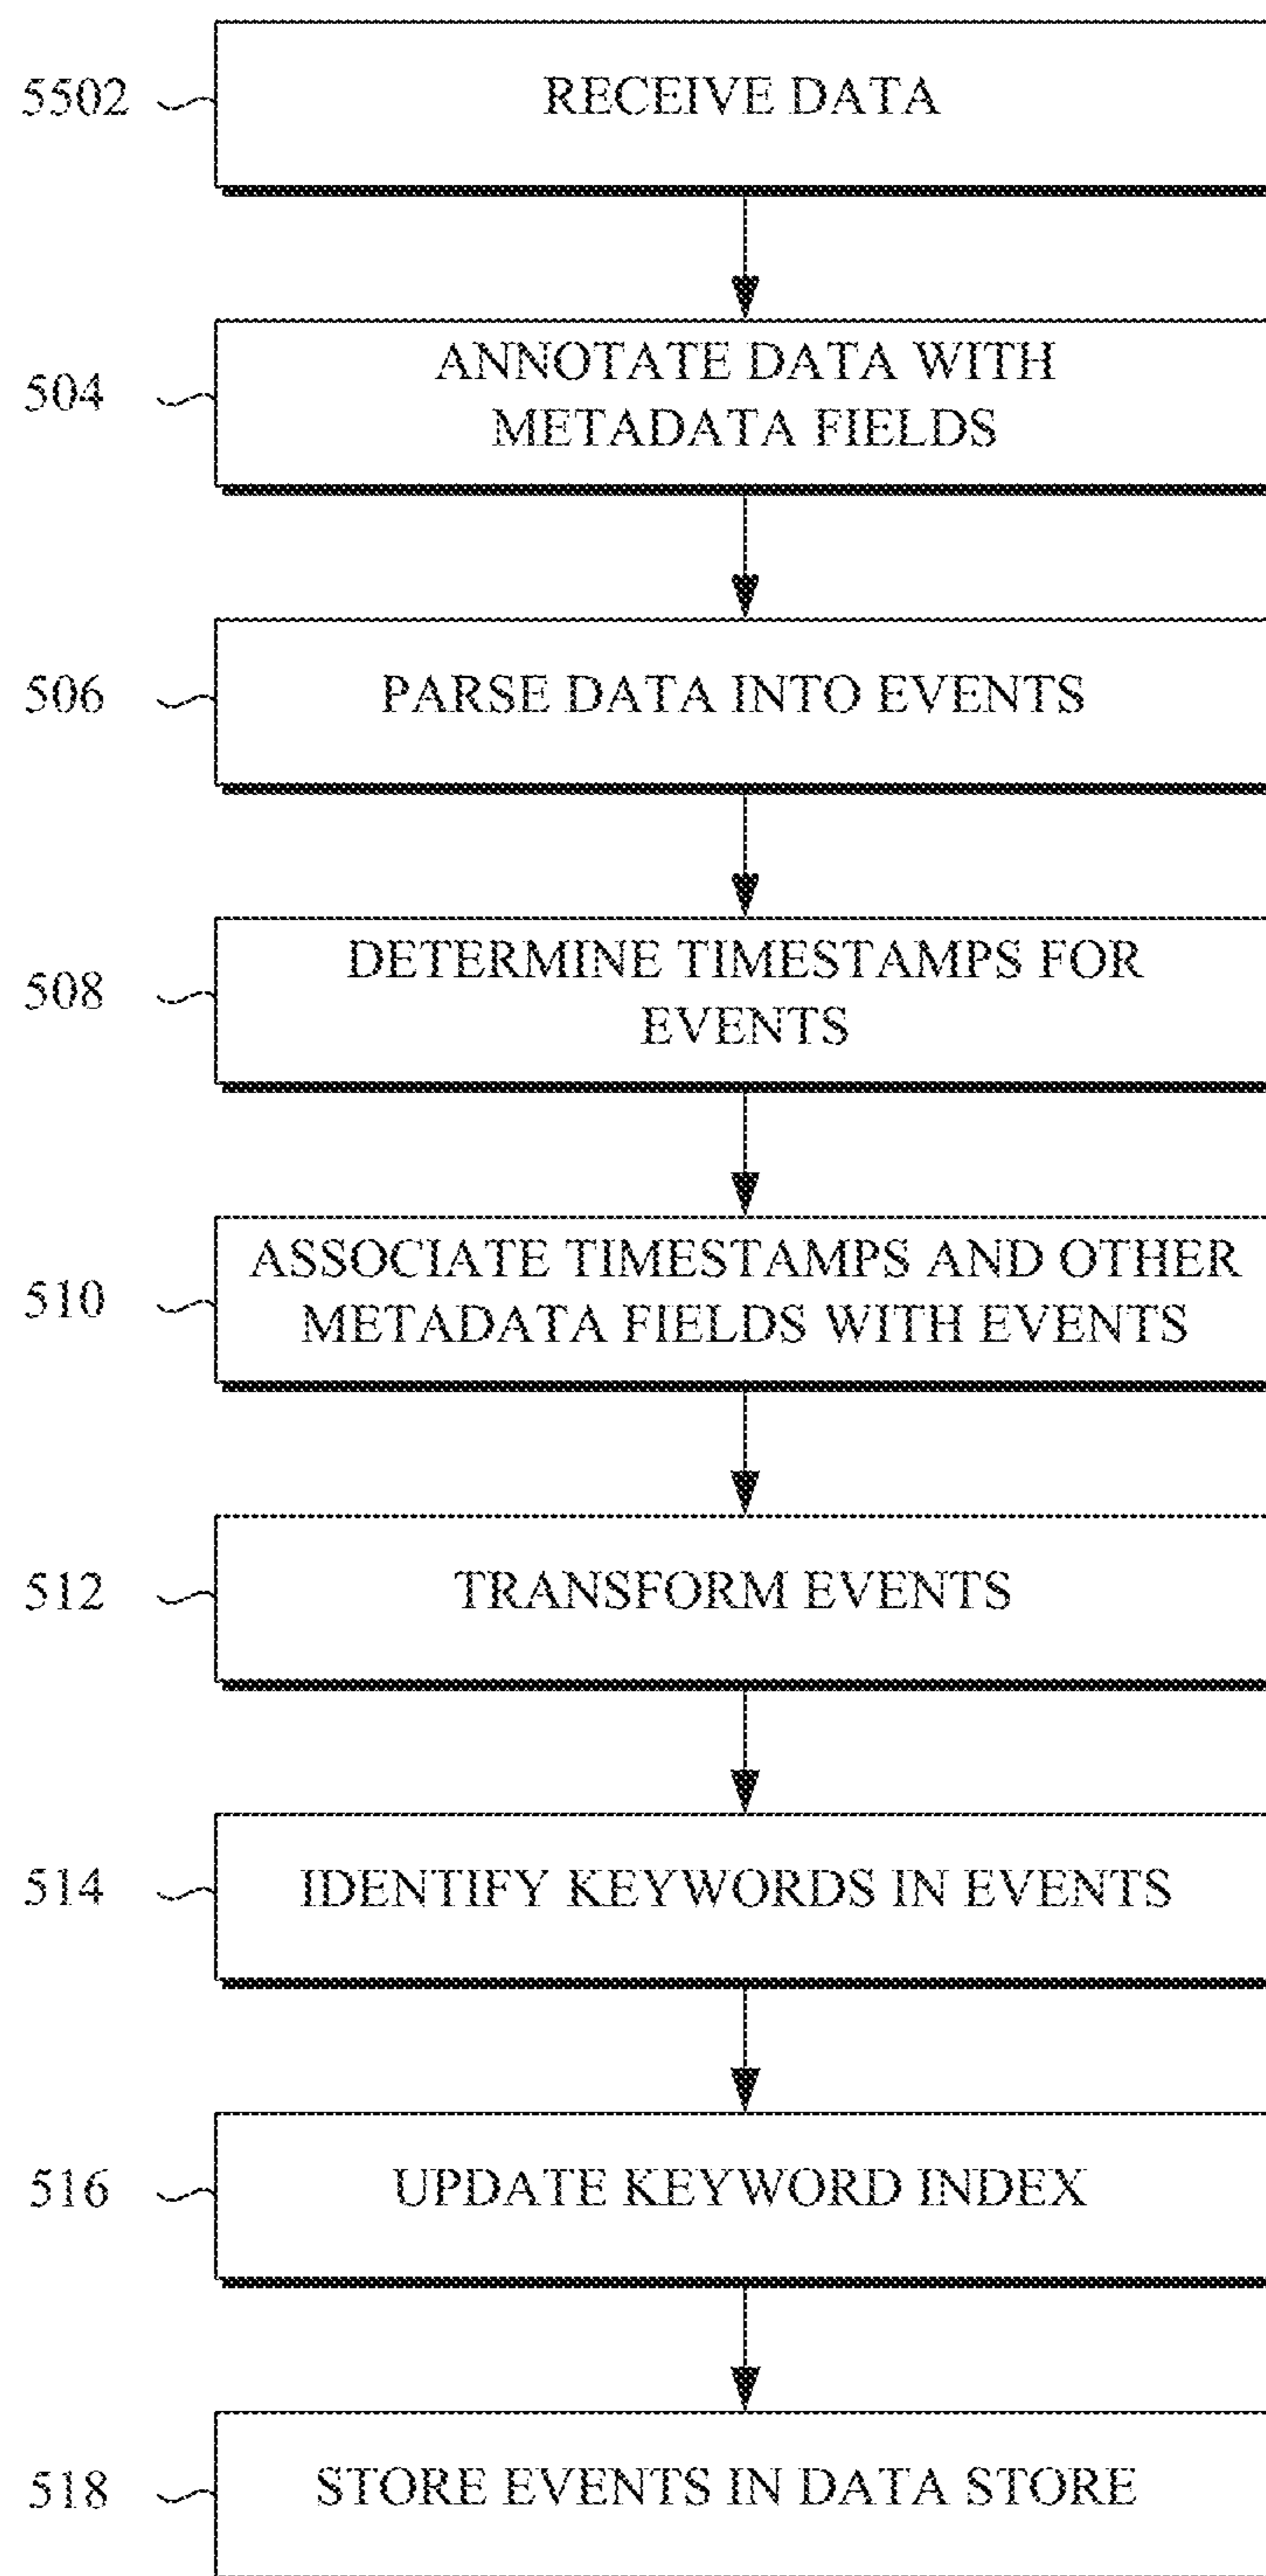 5502 RECEIVE DATA
504 ANNOTATE DATA WITH
METADATA FIELDS
506 PARSE DATA INTO EVENTS
508 DETERMINE TIMESTAMPS FOR
EVENTS
510 ASSOCIATE TIMESTAMPS AND OTHER
METADATA FIELDS WITH EVENTS
512 TRANSFORM EVENTS
514 IDENTIFY KEYWORDS IN EVENTS
516 UPDATE KEYWORD INDEX
518 STORE EVENTS IN DATA STORE